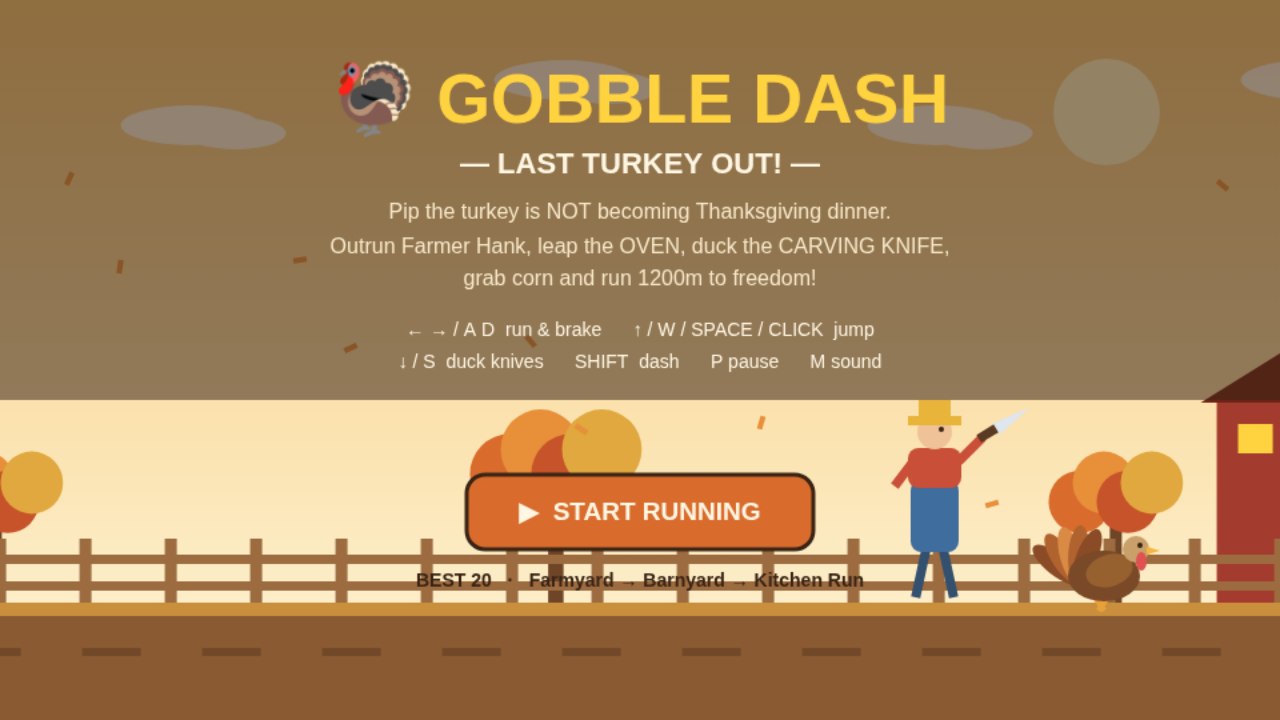 GOBBLE DASH
— LAST TURKEY OUT! —
Pip the turkey is NOT becoming Thanksgiving dinner.
Outrun Farmer Hank, leap the OVEN, duck the CARVING KNIFE,
grab corn and run 1200m to freedom!
← → / A D run & brake ↑ / W / SPACE / CLICK jump
↓ / S duck knives SHIFT dash P pause M sound
▶ START RUNNING
BEST 20 · Farmyard → Barnyard → Kitchen Run